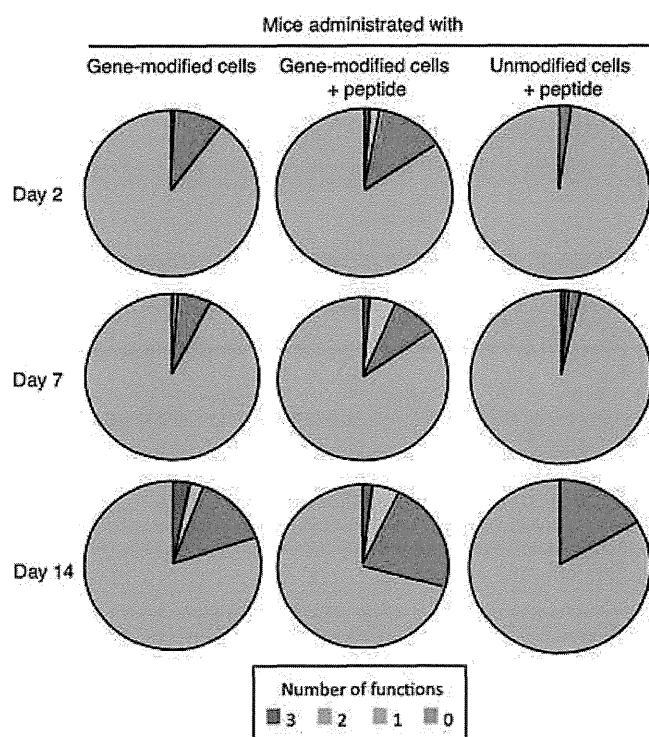 Mice administrated with
Gene-modified cells
Gene-modified cells
+ peptide
Unmodified cells
+ peptide
Day 2
Day 7
Day 14
Number of functions
3 2 1 0